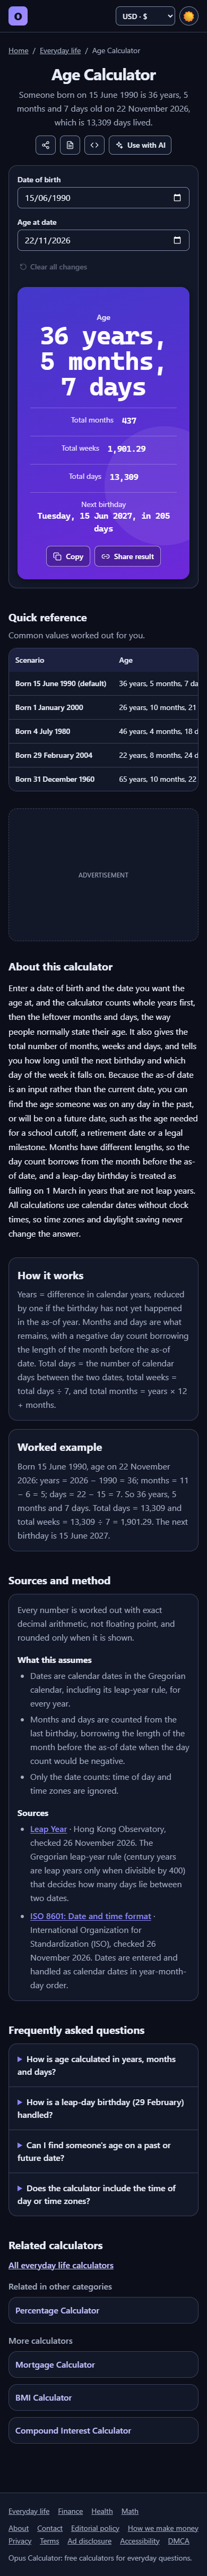 O
USD · $
Home / Everyday life / Age Calculator
Age Calculator
Someone born on 15 June 1990 is 36 years, 5
months and 7 days old on 22 November 2026,
which is 13,309 days lived.
Use with AI
Date of birth
15/06/1990
Age at date
22/11/2026
Clear all changes
Age
36 years,
5 months,
7 days
Total months 437
Total weeks 1,901.29
Total days 13,309
Next birthday
Tuesday, 15 Jun 2027, in 205
days
Copy
Share result
Quick reference
Common values worked out for you.
Scenario Age
Born 15 June 1990 (default) 36 years, 5 months, 7 da
Born 1 January 2000 26 years, 10 months, 21
Born 4 July 1980 46 years, 4 months, 18 d
Born 29 February 2004 22 years, 8 months, 24 d
Born 31 December 1960 65 years, 10 months, 22
ADVERTISEMENT
About this calculator
Enter a date of birth and the date you want the
age at, and the calculator counts whole years first,
then the leftover months and days, the way
people normally state their age. It also gives the
total number of months, weeks and days, and tells
you how long until the next birthday and which
day of the week it falls on. Because the as-of date
is an input rather than the current date, you can
find the age someone was on any day in the past,
or will be on a future date, such as the age needed
for a school cutoff, a retirement date or a legal
milestone. Months have different lengths, so the
day count borrows from the month before the as-
of date, and a leap-day birthday is treated as
falling on 1 March in years that are not leap years.
All calculations use calendar dates without clock
times, so time zones and daylight saving never
change the answer.
How it works
Years = difference in calendar years, reduced
by one if the birthday has not yet happened
in the as-of year. Months and days are what
remains, with a negative day count borrowing
the length of the month before the as-of
date. Total days = the number of calendar
days between the two dates, total weeks =
total days ÷ 7, and total months = years × 12
+ months.
Worked example
Born 15 June 1990, age on 22 November
2026: years = 2026 − 1990 = 36; months = 11
− 6 = 5; days = 22 − 15 = 7. So 36 years, 5
months and 7 days. Total days = 13,309 and
total weeks = 13,309 ÷ 7 = 1,901.29. The next
birthday is 15 June 2027.
Sources and method
Every number is worked out with exact
decimal arithmetic, not floating point, and
rounded only when it is shown.
What this assumes
Dates are calendar dates in the Gregorian
calendar, including its leap-year rule, for
every year.
Months and days are counted from the
last birthday, borrowing the length of the
month before the as-of date when the day
count would be negative.
Only the date counts: time of day and
time zones are ignored.
Sources
Leap Year · Hong Kong Observatory,
checked 26 November 2026. The
Gregorian leap-year rule (century years
are leap years only when divisible by 400)
that decides how many days lie between
two dates.
ISO 8601: Date and time format ·
International Organization for
Standardization (ISO), checked 26
November 2026. Dates are entered and
handled as calendar dates in year-month-
day order.
Frequently asked questions
How is age calculated in years, months
and days?
How is a leap-day birthday (29 February)
handled?
Can I find someone's age on a past or
future date?
Does the calculator include the time of
day or time zones?
Related calculators
All everyday life calculators
Related in other categories
Percentage Calculator
More calculators
Mortgage Calculator
BMI Calculator
Compound Interest Calculator
Everyday life Finance Health Math
About Contact Editorial policy How we make money
Privacy Terms Ad disclosure Accessibility DMCA
Opus Calculator: free calculators for everyday questions.